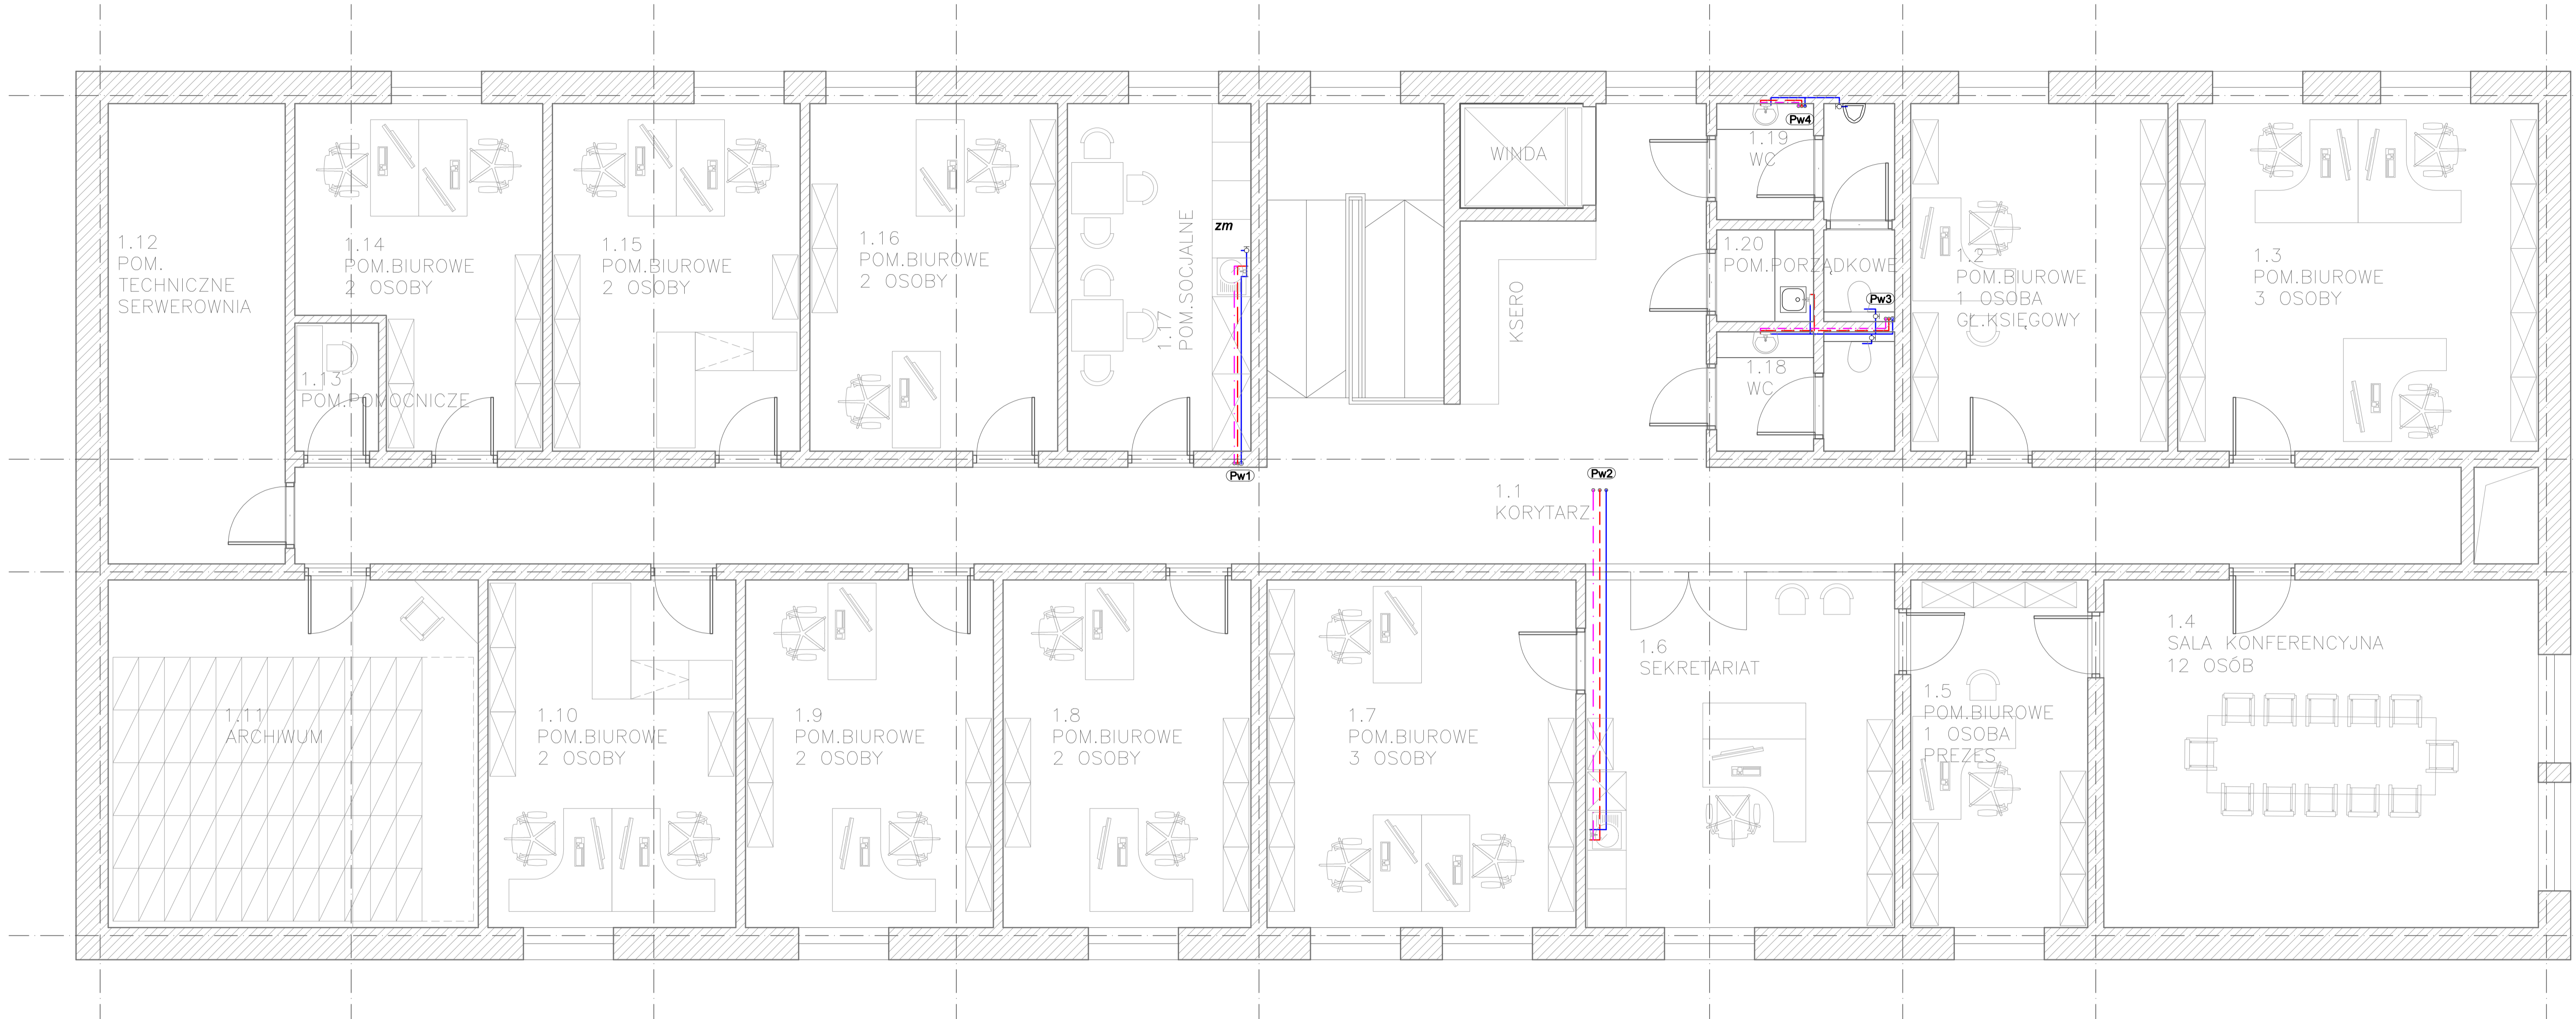 1.12
POM.
TECHNICZNE
SERWEROWNIA
1.14
POM.BIUROWE
2 OSOBY
1.13
POM.POMOCNICZE
1.15
POM.BIUROWE
2 OSOBY
1.16
POM.BIUROWE
2 OSOBY
1.17
POM.SOCJALNE
zm
Pw1
WINDA
KSERO
Pw4
1.19
WC
1.20
POM.PORZĄDKOWE
Pw3
1.18
WC
1.2
POM.BIUROWE
1 OSOBA
GŁ.KSIĘGOWY
1.3
POM.BIUROWE
3 OSOBY
Pw2
1.1
KORYTARZ
1.11
ARCHIWUM
1.10
POM.BIUROWE
2 OSOBY
1.9
POM.BIUROWE
2 OSOBY
1.8
POM.BIUROWE
2 OSOBY
1.7
POM.BIUROWE
3 OSOBY
1.6
SEKRETARIAT
1.5
POM.BIUROWE
1 OSOBA
PREZES
1.4
SALA KONFERENCYJNA
12 OSÓB